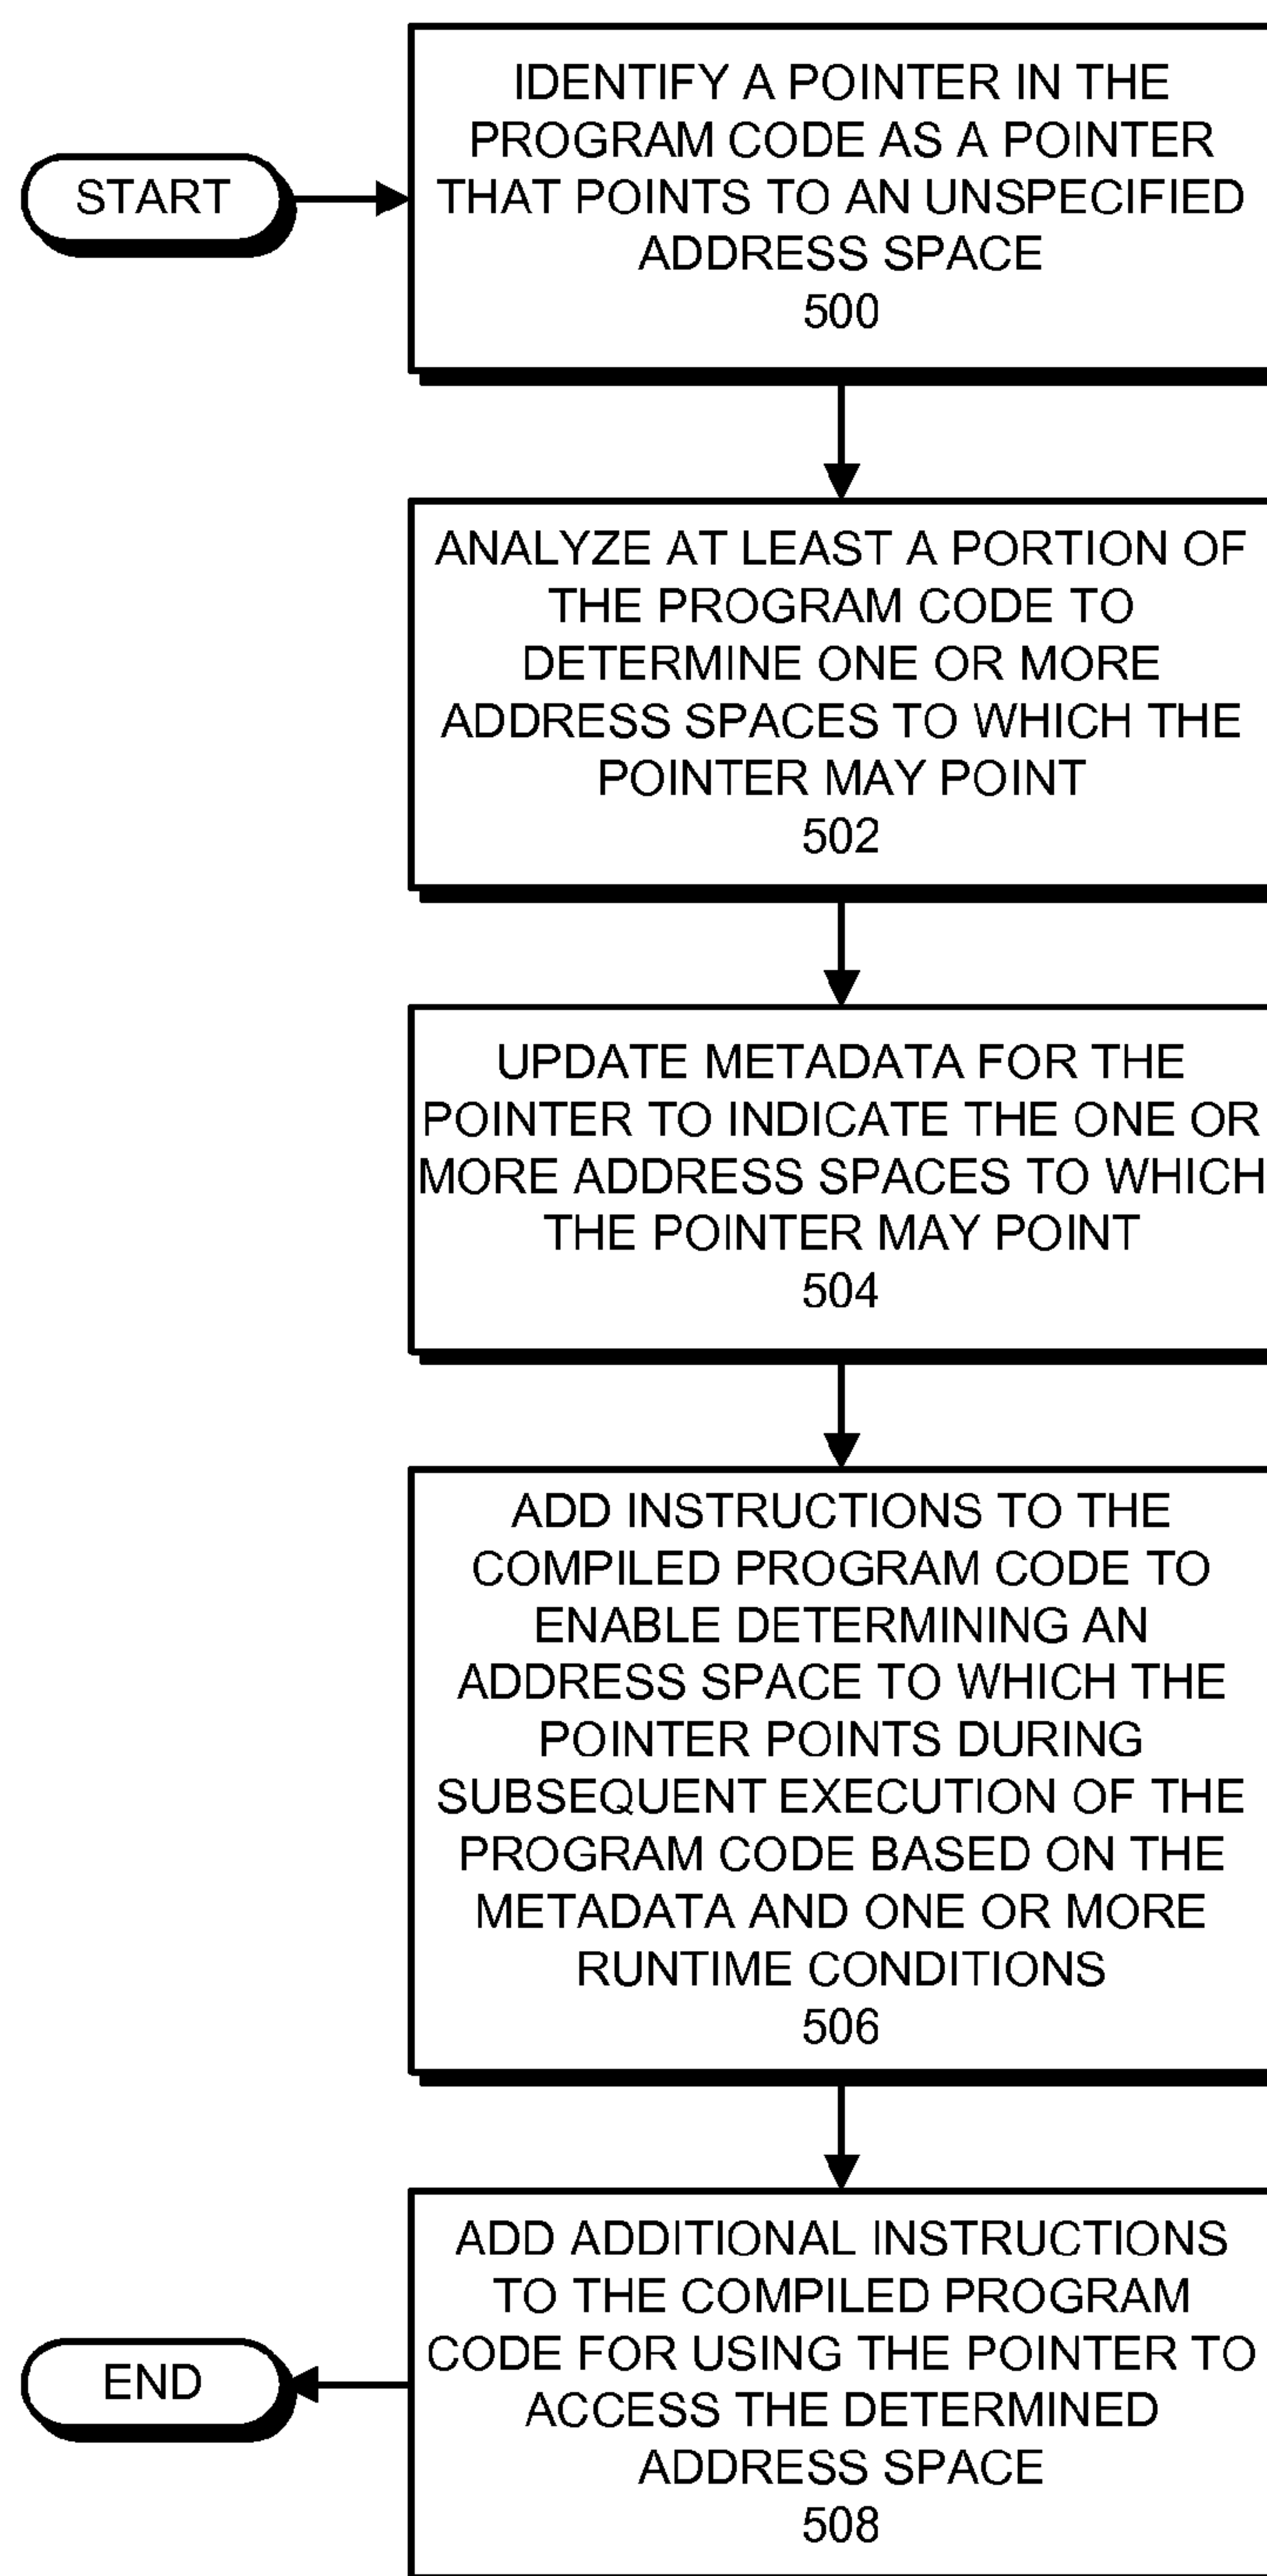 START
IDENTIFY A POINTER IN THE
PROGRAM CODE AS A POINTER
THAT POINTS TO AN UNSPECIFIED
ADDRESS SPACE
500
ANALYZE AT LEAST A PORTION OF
THE PROGRAM CODE TO
DETERMINE ONE OR MORE
ADDRESS SPACES TO WHICH THE
POINTER MAY POINT
502
UPDATE METADATA FOR THE
POINTER TO INDICATE THE ONE OR
MORE ADDRESS SPACES TO WHICH
THE POINTER MAY POINT
504
ADD INSTRUCTIONS TO THE
COMPILED PROGRAM CODE TO
ENABLE DETERMINING AN
ADDRESS SPACE TO WHICH THE
POINTER POINTS DURING
SUBSEQUENT EXECUTION OF THE
PROGRAM CODE BASED ON THE
METADATA AND ONE OR MORE
RUNTIME CONDITIONS
506
ADD ADDITIONAL INSTRUCTIONS
TO THE COMPILED PROGRAM
CODE FOR USING THE POINTER TO
ACCESS THE DETERMINED
ADDRESS SPACE
508
END